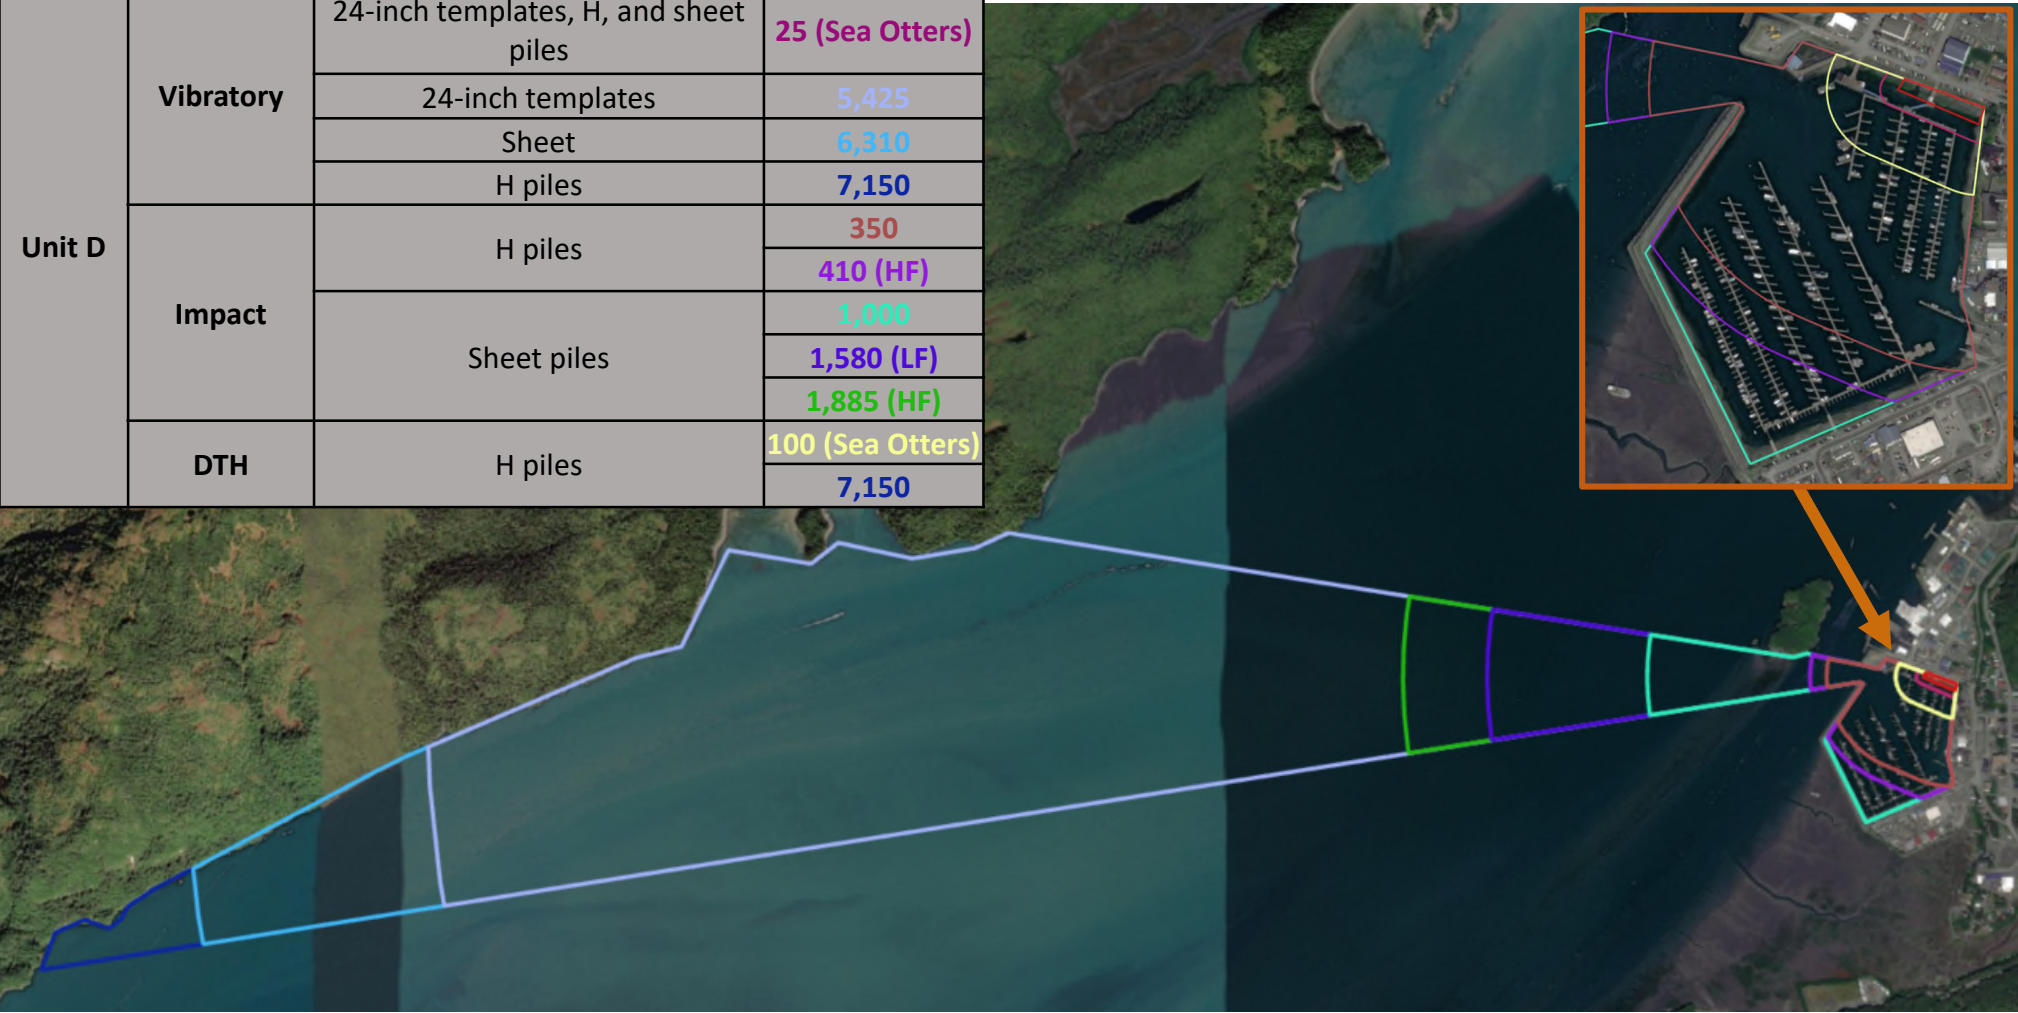 24-inch templates, H, and sheet
piles
25 (Sea Otters)
Vibratory
24-inch templates
5,425
Sheet
6,310
H piles
7,150
Unit D
Impact
H piles
350
410 (HF)
Sheet piles
1,000
1,580 (LF)
1,885 (HF)
DTH
H piles
100 (Sea Otters)
7,150